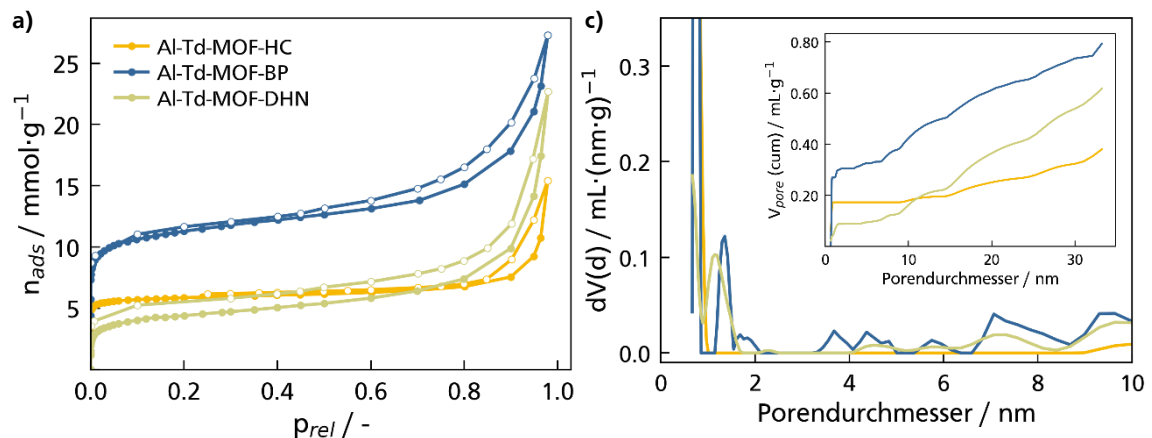 a)
Al-Td-MOF-HC
Al-Td-MOF-BP
Al-Td-MOF-DHN
n_ads / mmol·g⁻¹
25
20
15
10
5
0.0 0.2 0.4 0.6 0.8 1.0
p_rel / -
c)
dV(d) / mL·(nm·g)⁻¹
0.3
0.2
0.1
0.0
0 2 4 6 8 10
Porendurchmesser / nm
V_pore (cum) / mL·g⁻¹
0.80
0.60
0.40
0.20
0 10 20 30
Porendurchmesser / nm